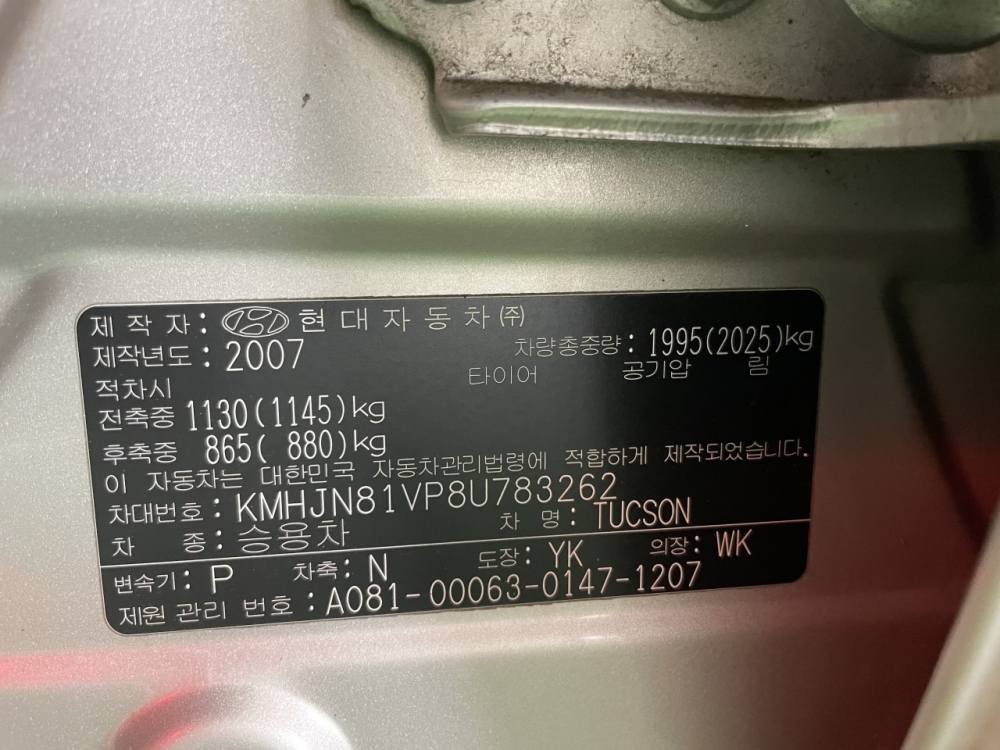 제 작 자 : 현 대 자 동 차 ㈜
제작년도 : 2007 차량총중량 : 1995(2025)kg
적차시 타이어 공기압 림
전축중 1130(1145)kg
후축중 865( 880)kg
이 자동차는 대한민국 자동차관리법령에 적합하게 제작되었습니다.
차대번호 : KMHJN81VP8U783262
차 종 : 승용차 차 명 : TUCSON
변속기 : P 차축 : N 도장 : YK 의장 : WK
제원 관리 번호 : A081-00063-0147-1207